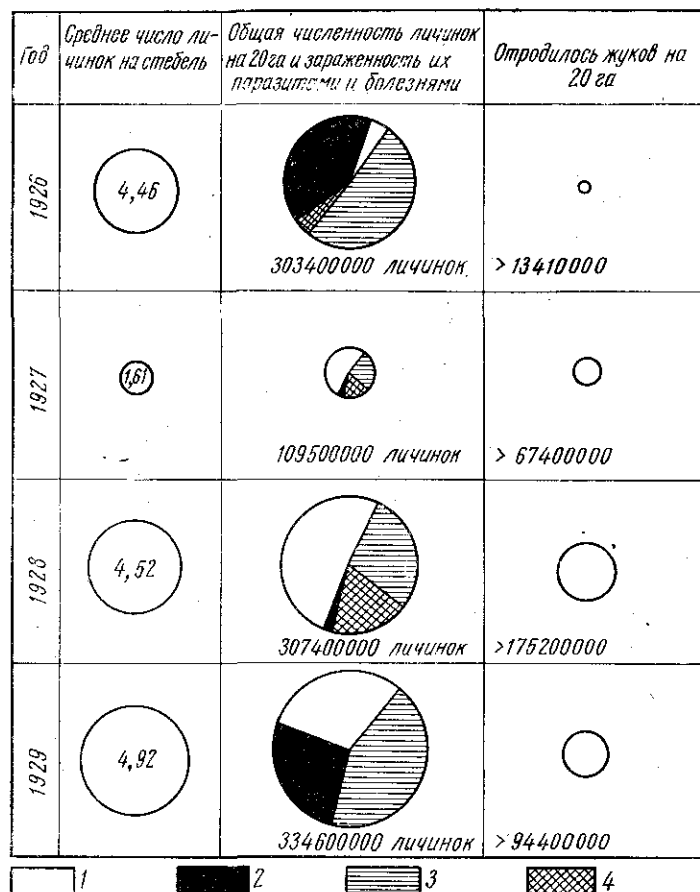 Год
Среднее число ли-
чинок на стебель
Общая численность личинок
на 20 га и зараженность их
паразитами и болезнями
Отродилось жуков на
20 га
1926
4,46
303400000 личинок
>13410000
1927
1,61
109500000 личинок
> 67400000
1928
4,52
307400000 личинок
>175200000
1929
4,92
334600000 личинок
>94400000
1 2 3 4